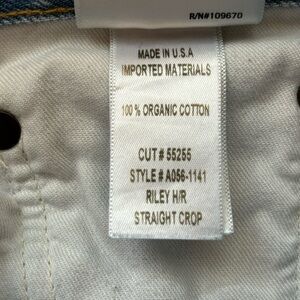 R/N#109670
MADE IN U.S.A
IMPORTED MATERIALS
100% ORGANIC COTTON
CUT # 55255
STYLE # A056-1141
RILEY H/R
STRAIGHT CROP